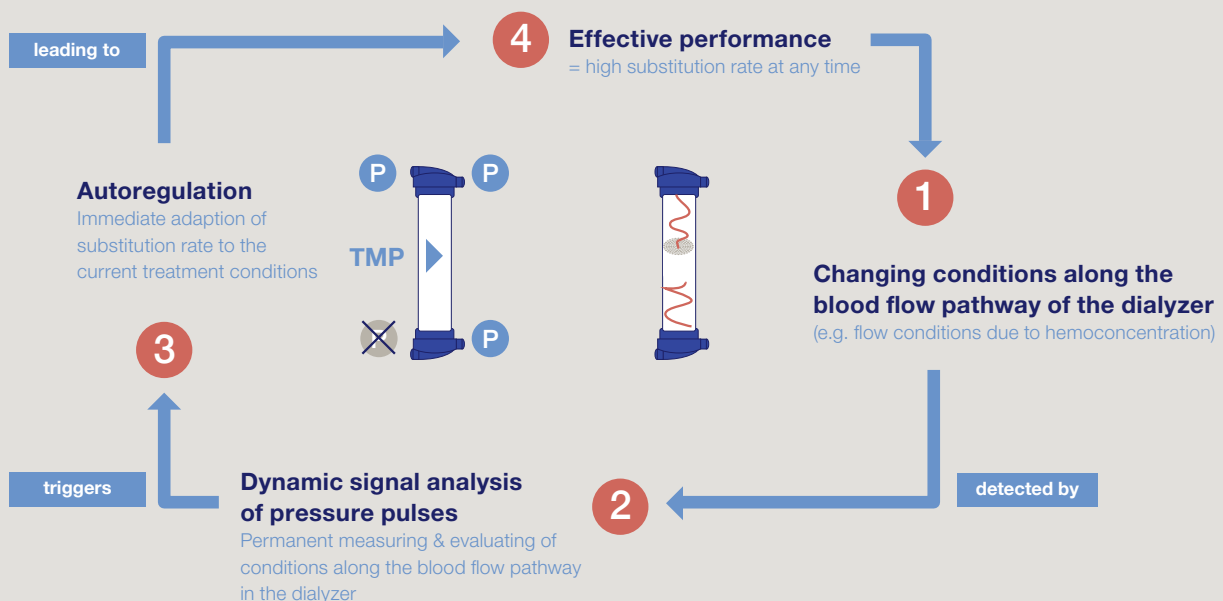 leading to
4
Effective performance
= high substitution rate at any time
1
Changing conditions along the
blood flow pathway of the dialyzer
(e.g. flow conditions due to hemoconcentration)
detected by
2
Dynamic signal analysis
of pressure pulses
Permanent measuring & evaluating of
conditions along the blood flow pathway
in the dialyzer
triggers
3
Autoregulation
Immediate adaption of
substitution rate to the
current treatment conditions
P
P
TMP
P
P